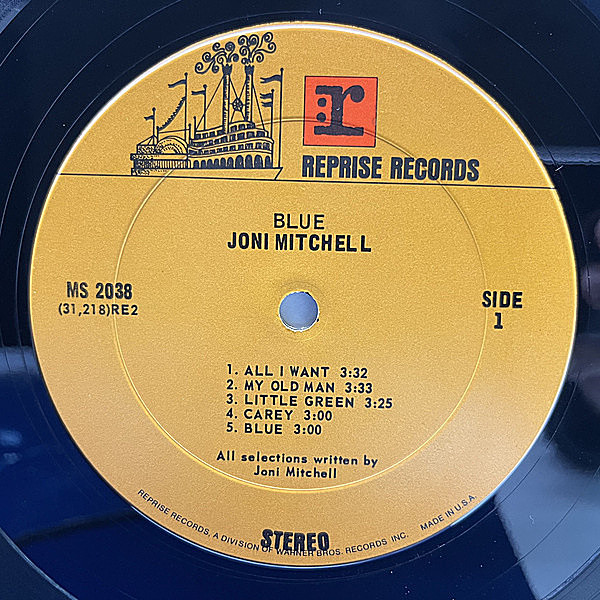 r
REPRISE RECORDS
BLUE
JONI MITCHELL
MS 2038
(31,218)RE2
SIDE
1
1. ALL I WANT 3:32
2. MY OLD MAN 3:33
3. LITTLE GREEN 3:25
4. CAREY 3:00
5. BLUE 3:00
All selections written by
Joni Mitchell
STEREO
REPRISE RECORDS, A DIVISION OF WARNER BROS. RECORDS INC. MADE IN U.S.A.